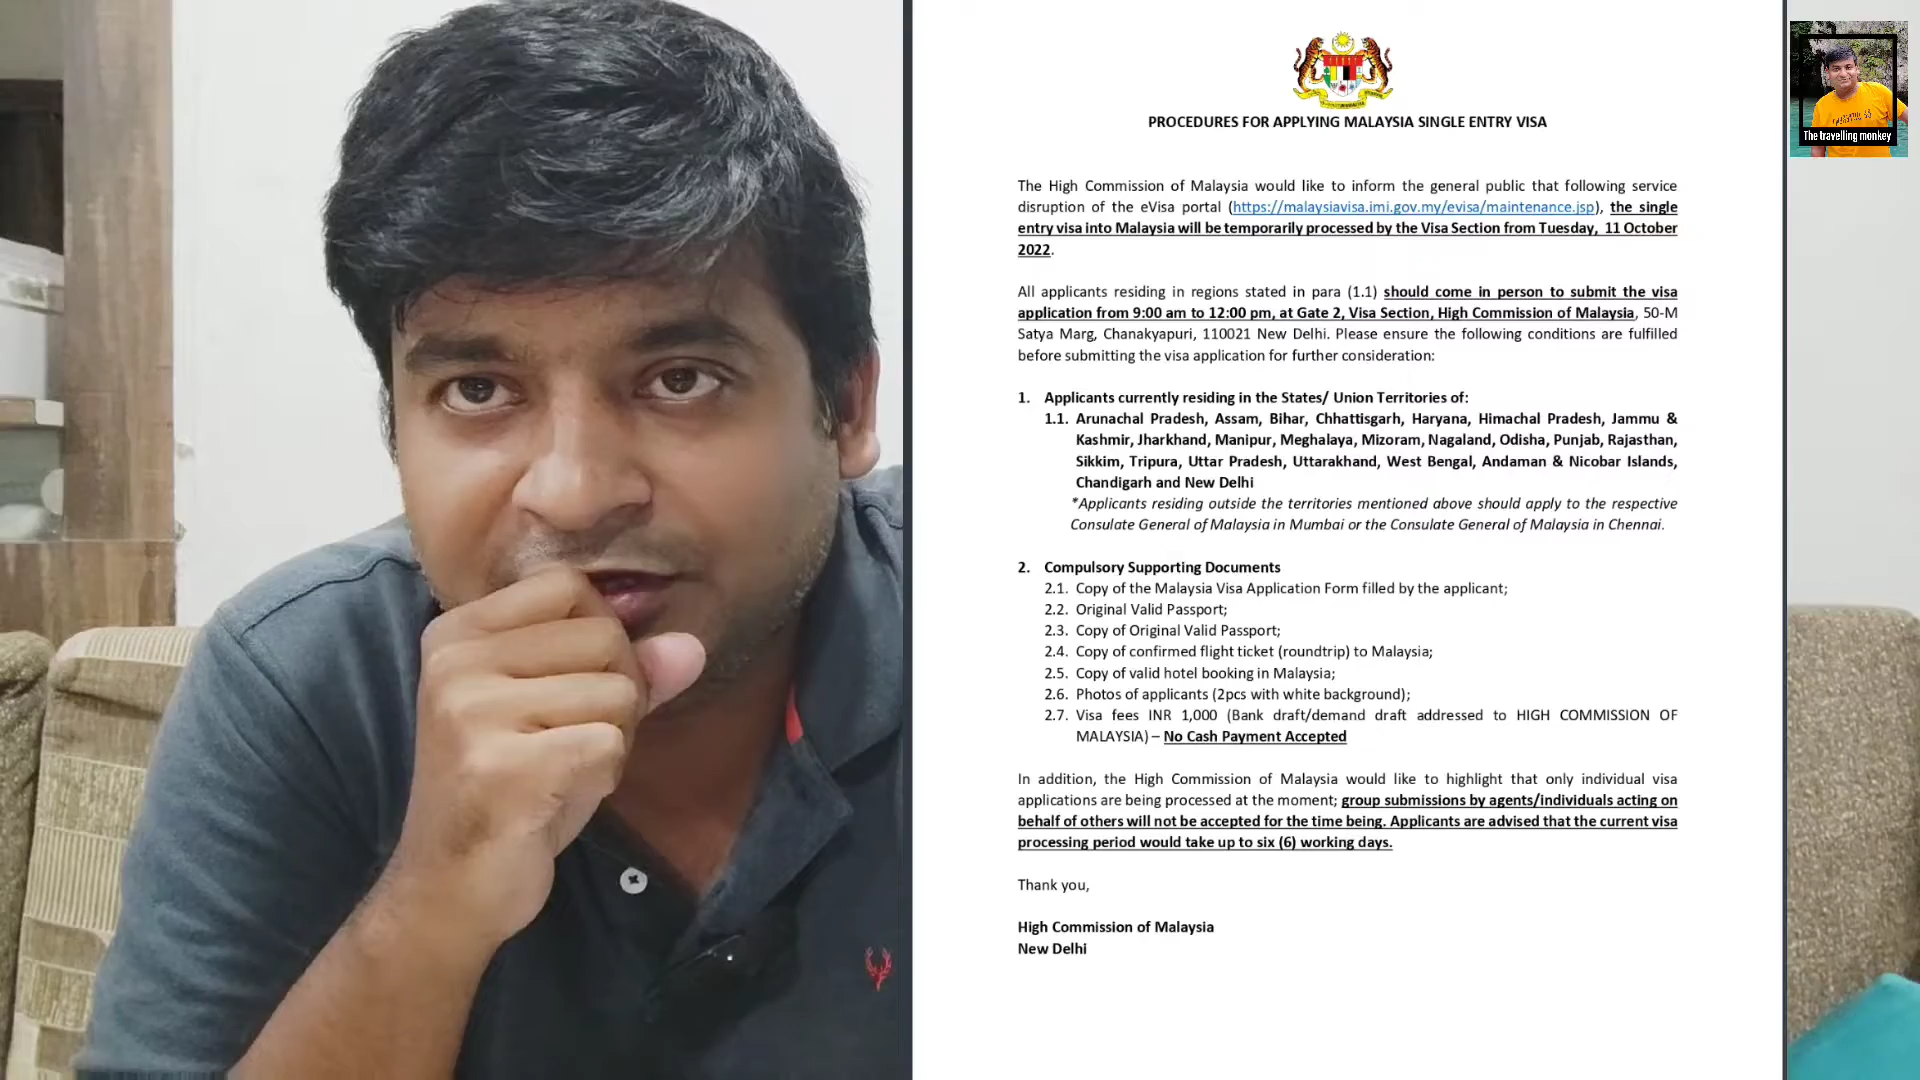 PROCEDURES FOR APPLYING MALAYSIA SINGLE ENTRY VISA
The High Commission of Malaysia would like to inform the general public that following service
disruption of the eVisa portal (https://malaysiavisa.imi.gov.my/evisa/maintenance.jsp), the single
entry visa into Malaysia will be temporarily processed by the Visa Section from Tuesday, 11 October
2022.
All applicants residing in regions stated in para (1.1) should come in person to submit the visa
application from 9:00 am to 12:00 pm, at Gate 2, Visa Section, High Commission of Malaysia, 50-M
Satya Marg, Chanakyapuri, 110021 New Delhi. Please ensure the following conditions are fulfilled
before submitting the visa application for further consideration:
1. Applicants currently residing in the States/ Union Territories of:
1.1. Arunachal Pradesh, Assam, Bihar, Chhattisgarh, Haryana, Himachal Pradesh, Jammu &
Kashmir, Jharkhand, Manipur, Meghalaya, Mizoram, Nagaland, Odisha, Punjab, Rajasthan,
Sikkim, Tripura, Uttar Pradesh, Uttarakhand, West Bengal, Andaman & Nicobar Islands,
Chandigarh and New Delhi
*Applicants residing outside the territories mentioned above should apply to the respective
Consulate General of Malaysia in Mumbai or the Consulate General of Malaysia in Chennai.
2. Compulsory Supporting Documents
2.1. Copy of the Malaysia Visa Application Form filled by the applicant;
2.2. Original Valid Passport;
2.3. Copy of Original Valid Passport;
2.4. Copy of confirmed flight ticket (roundtrip) to Malaysia;
2.5. Copy of valid hotel booking in Malaysia;
2.6. Photos of applicants (2pcs with white background);
2.7. Visa fees INR 1,000 (Bank draft/demand draft addressed to HIGH COMMISSION OF
MALAYSIA) – No Cash Payment Accepted
In addition, the High Commission of Malaysia would like to highlight that only individual visa
applications are being processed at the moment; group submissions by agents/individuals acting on
behalf of others will not be accepted for the time being. Applicants are advised that the current visa
processing period would take up to six (6) working days.
Thank you,
High Commission of Malaysia
New Delhi
The travelling monkey